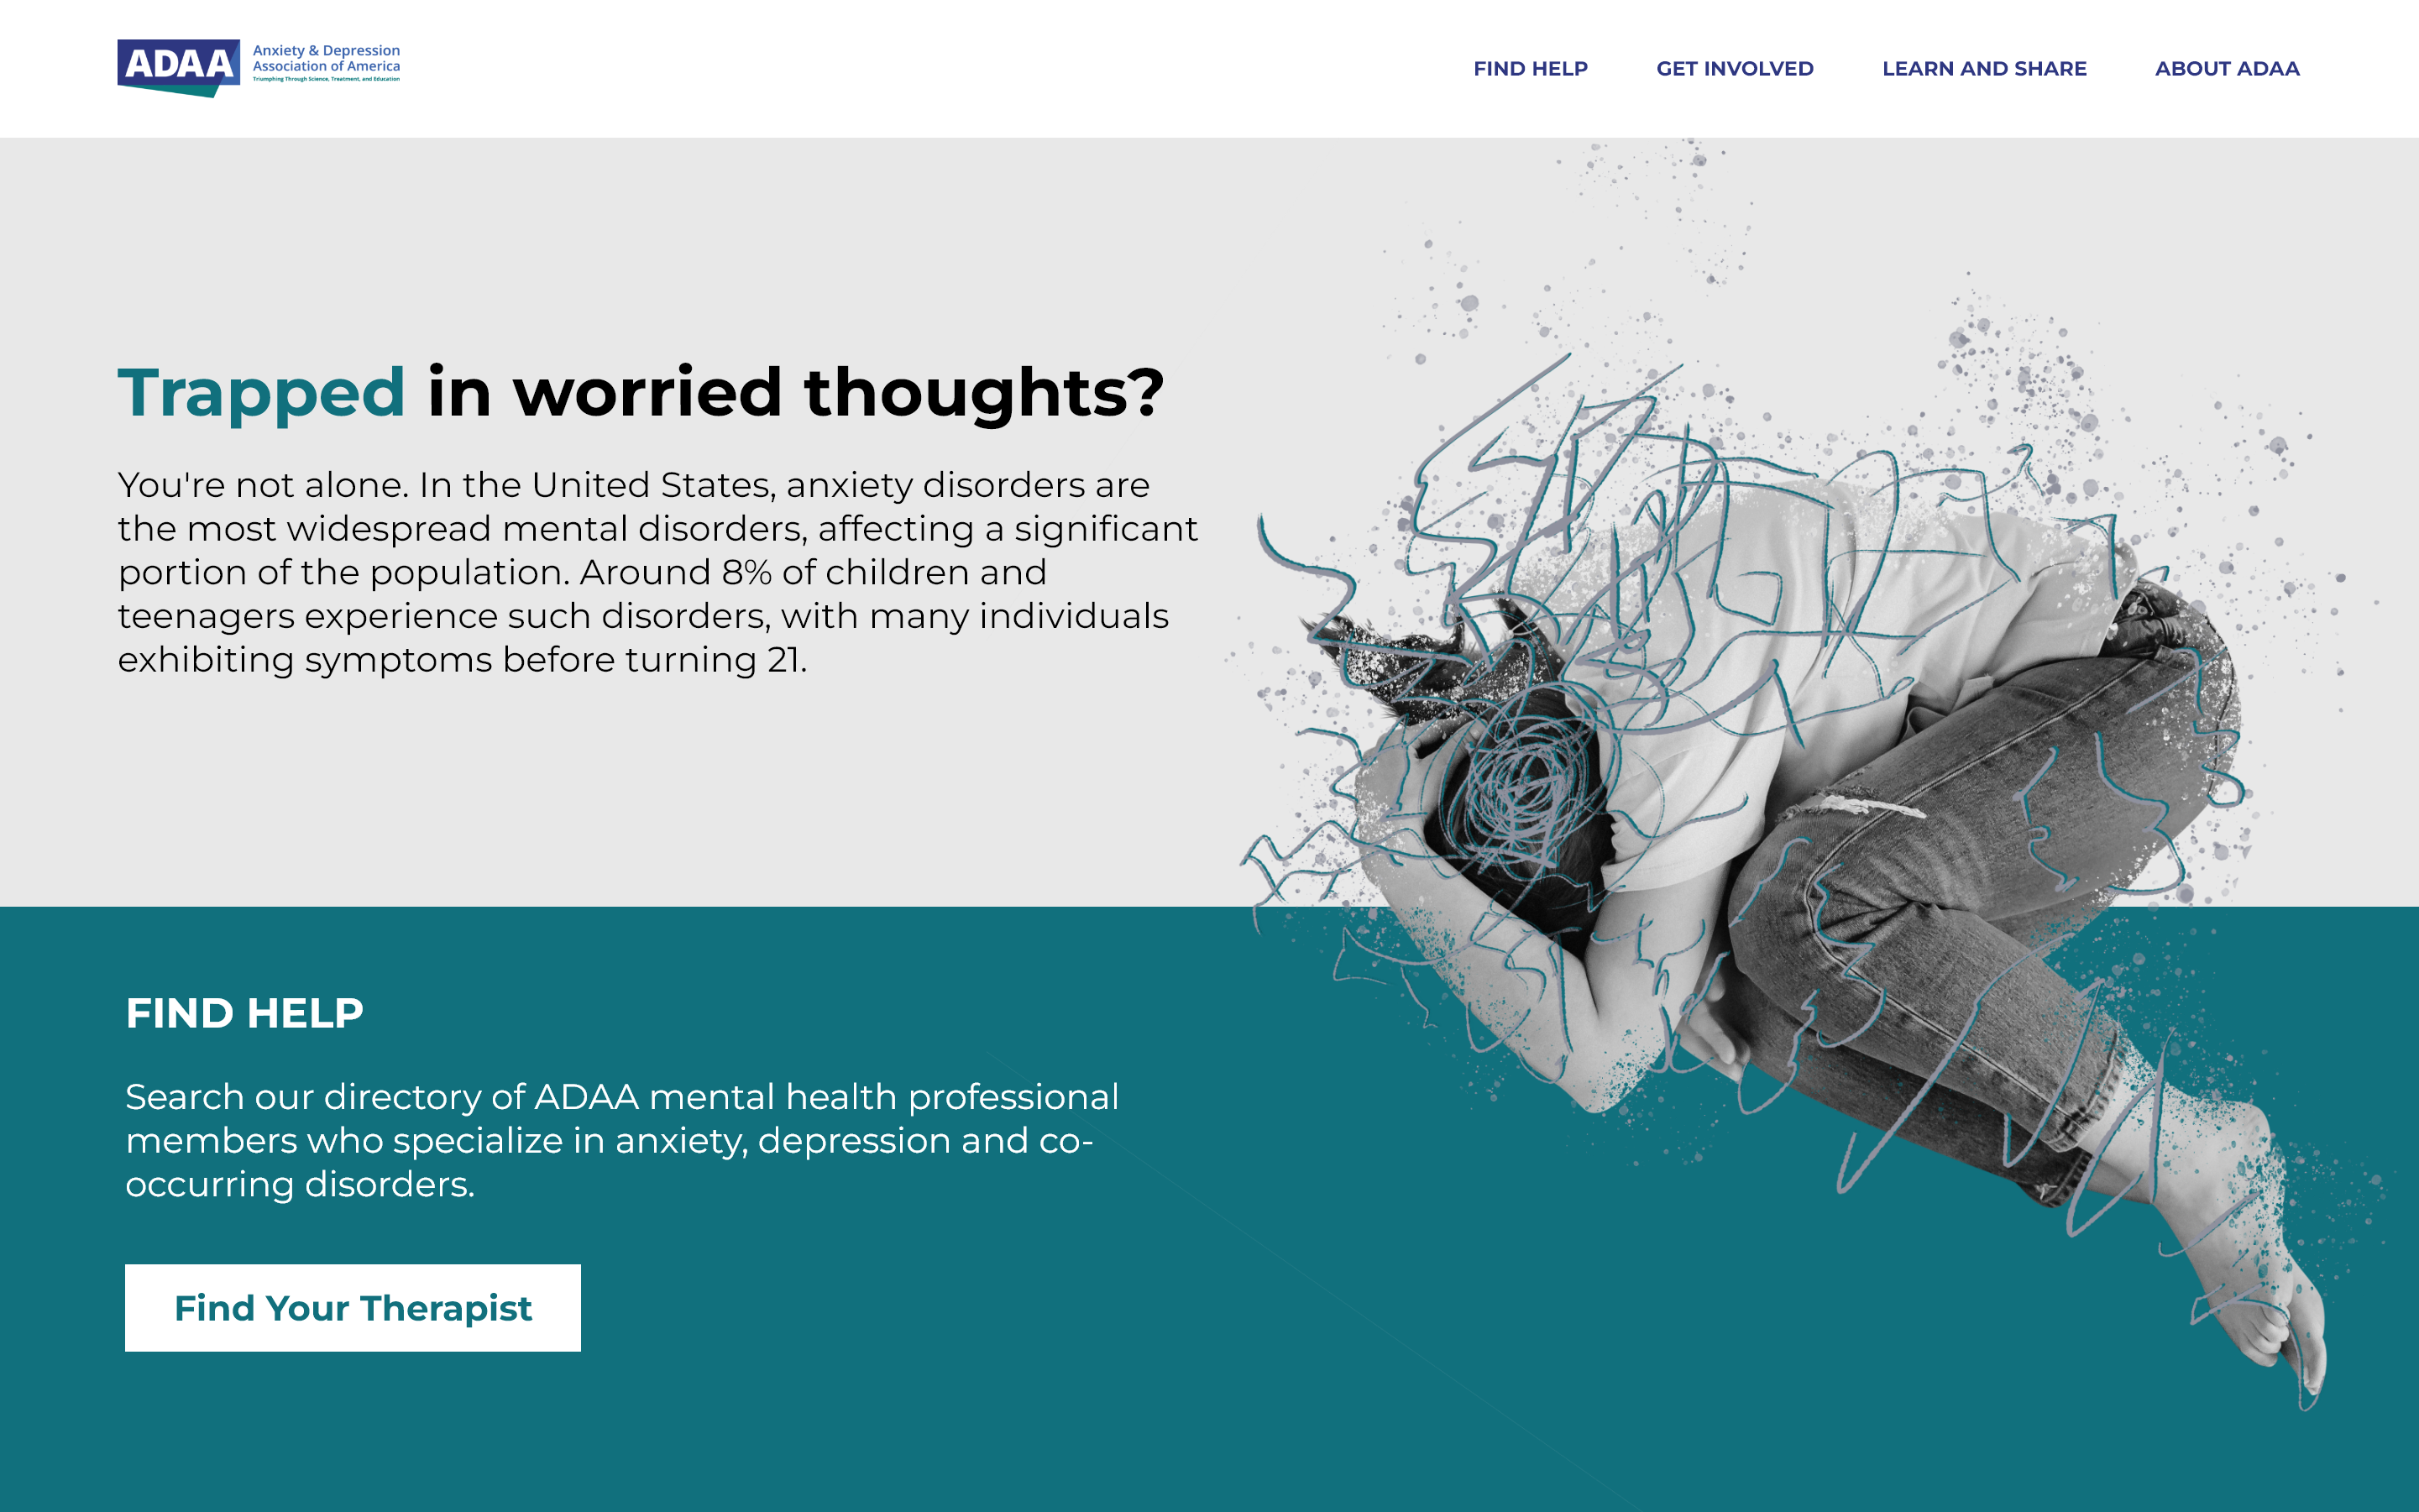 ADAA
Anxiety & Depression
Association of America
Triumphing Through Science, Treatment, and Education
FIND HELP
GET INVOLVED
LEARN AND SHARE
ABOUT ADAA
Trapped in worried thoughts?
You're not alone. In the United States, anxiety disorders are
the most widespread mental disorders, affecting a significant
portion of the population. Around 8% of children and
teenagers experience such disorders, with many individuals
exhibiting symptoms before turning 21.
FIND HELP
Search our directory of ADAA mental health professional
members who specialize in anxiety, depression and co-
occurring disorders.
Find Your Therapist